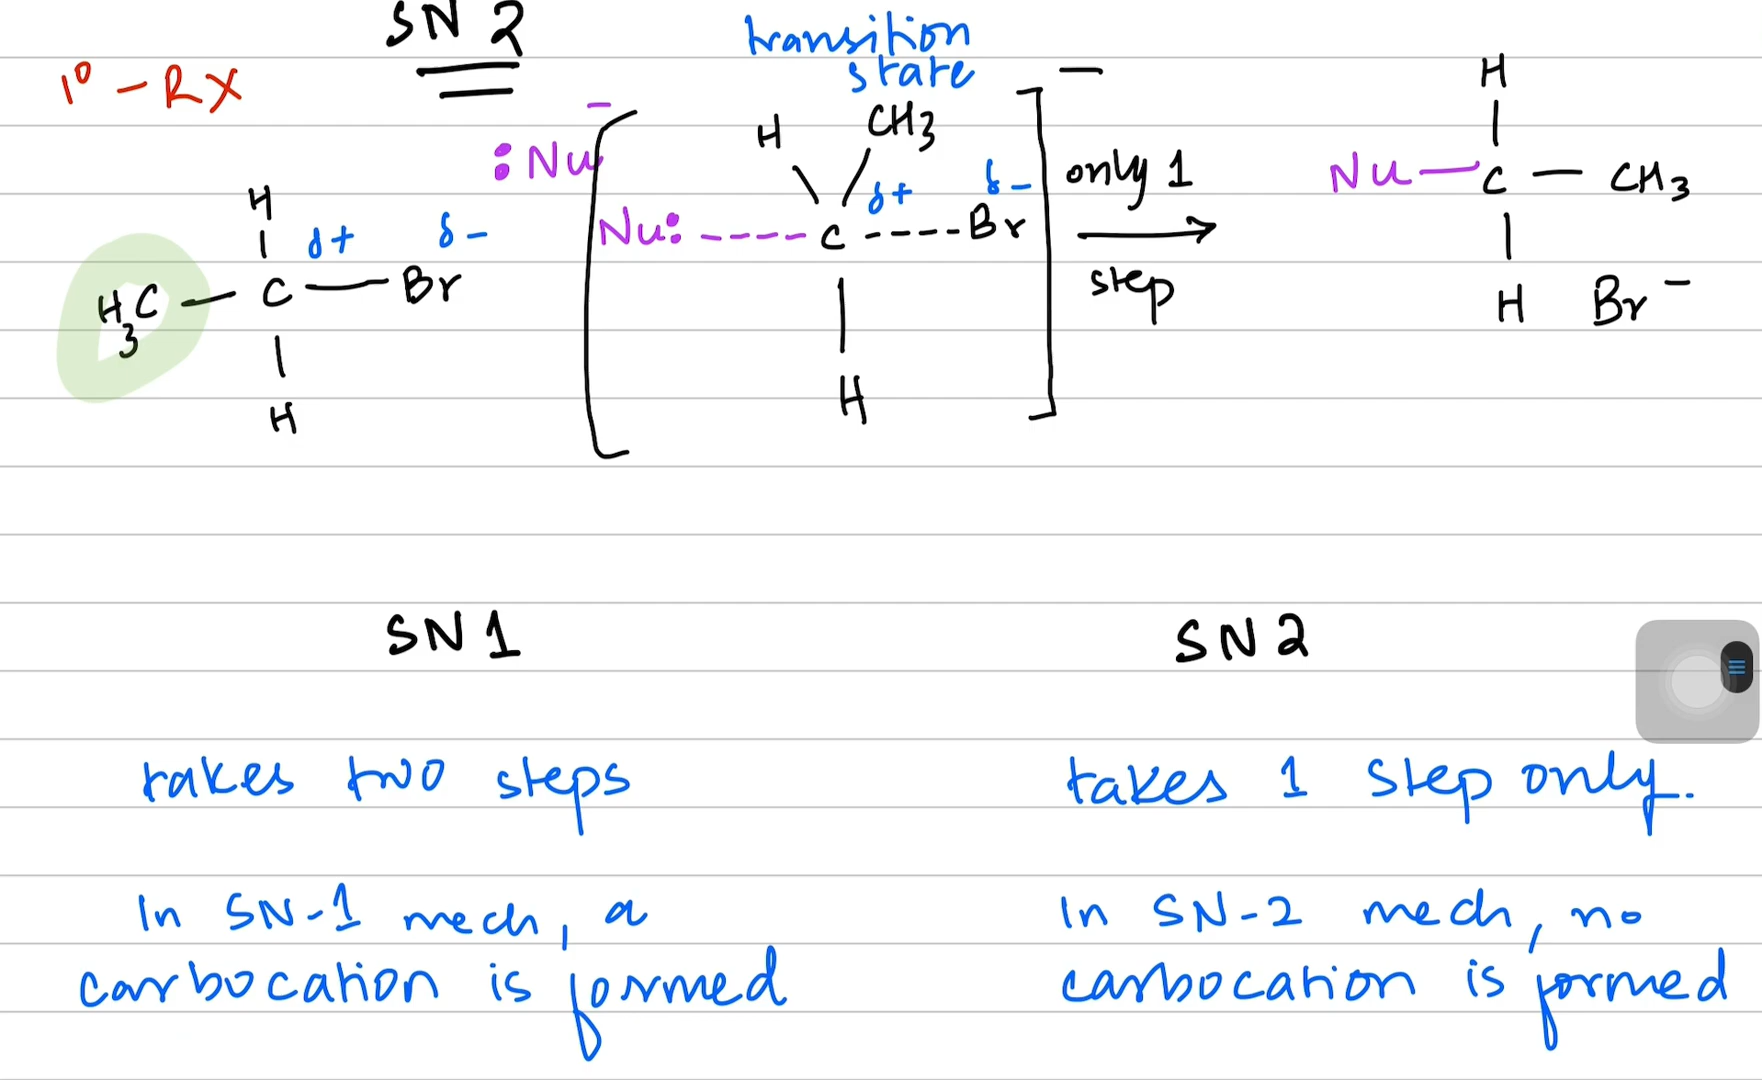 SN 2
transition
state
1° - RX
–
H CH3
:Nu –
only 1
step
H
δ+ δ-
H3C — C — Br
H
Nu: ---- C ---- Br
δ+ δ-
H
H
Nu — C — CH3
H Br –
SN 1 SN 2
takes two steps takes 1 step only.
In SN-1 mech, a In SN-2 mech, no
carbocation is formed carbocation is formed